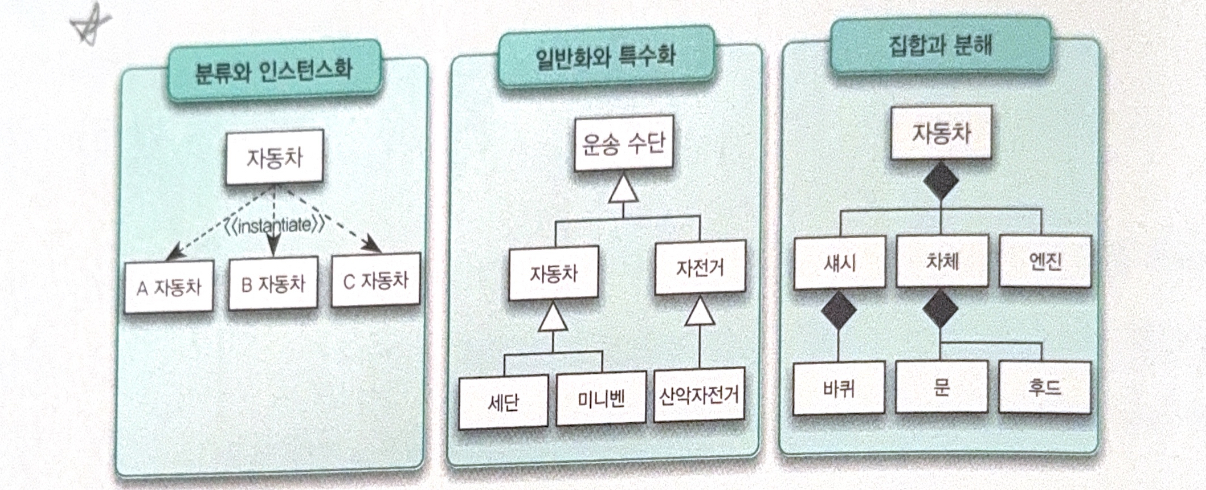 분류와 인스턴스화
자동차
《instantiate》
A 자동차
B 자동차
C 자동차
일반화와 특수화
운송 수단
자동차
자전거
세단
미니벤
산악자전거
집합과 분해
자동차
섀시
차체
엔진
바퀴
문
후드